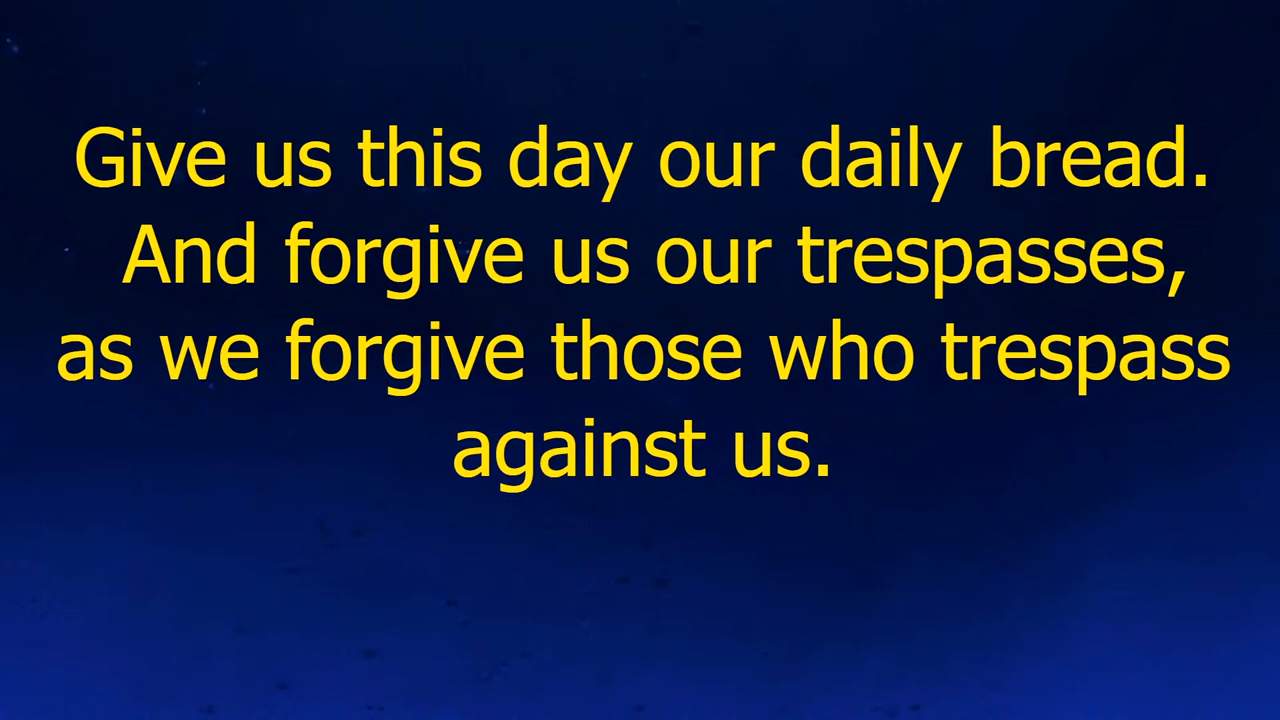 Give us this day our daily bread.
And forgive us our trespasses,
as we forgive those who trespass
against us.